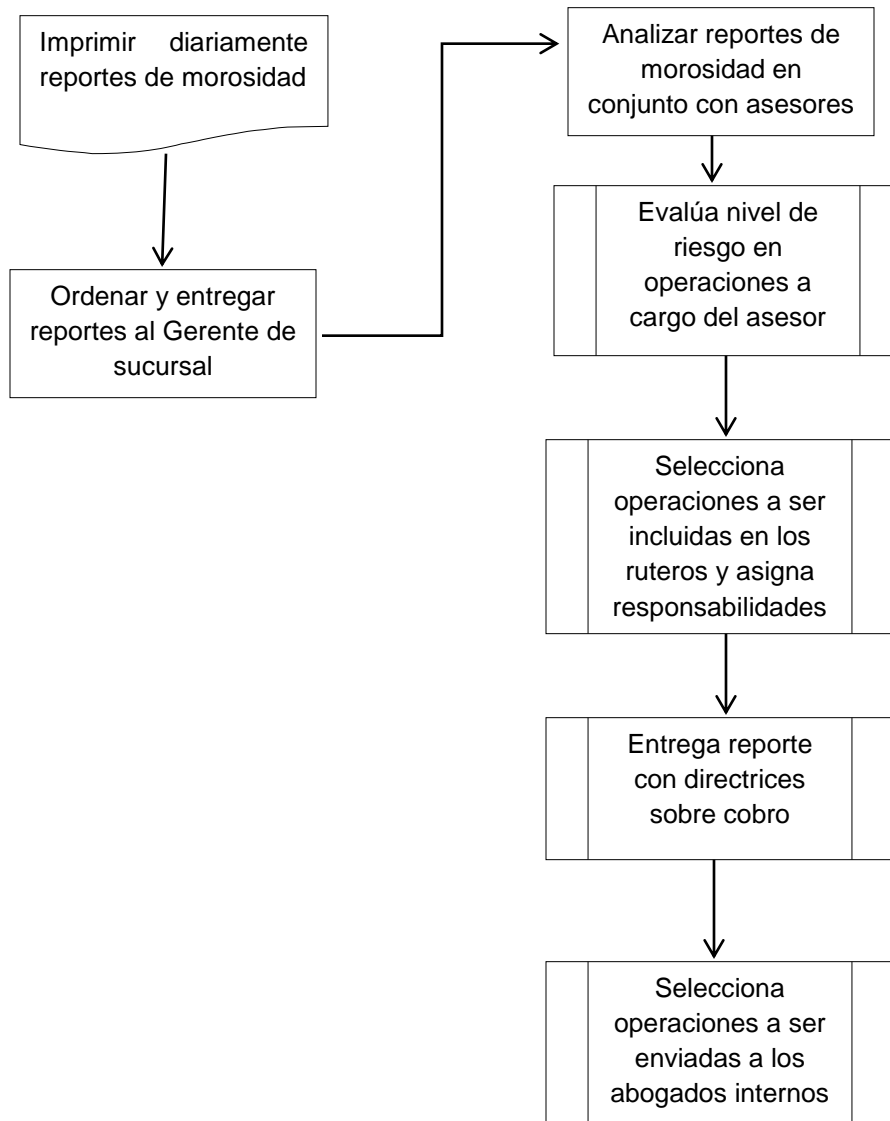 Imprimir diariamente
reportes de morosidad
Ordenar y entregar
reportes al Gerente de
sucursal
Analizar reportes de
morosidad en
conjunto con asesores
Evalúa nivel de
riesgo en
operaciones a
cargo del asesor
Selecciona
operaciones a ser
incluidas en los
ruteros y asigna
responsabilidades
Entrega reporte
con directrices
sobre cobro
Selecciona
operaciones a ser
enviadas a los
abogados internos